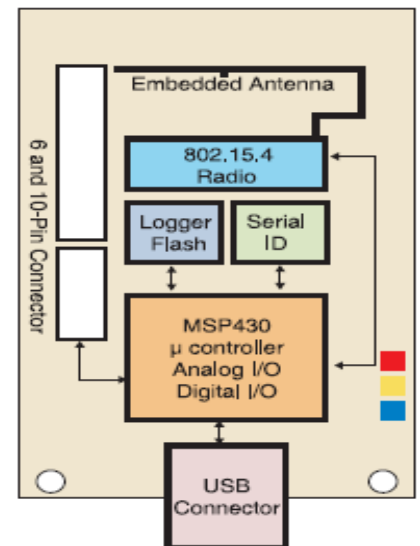 Embedded Antenna
6 and 10-Pin Connector
802.15.4
Radio
Logger
Flash
Serial
ID
MSP430
µ controller
Analog I/O
Digital I/O
USB
Connector